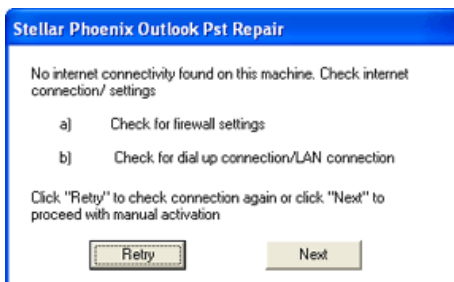 Stellar Phoenix Outlook Pst Repair
No internet connectivity found on this machine. Check internet
connection/ settings
a) Check for firewall settings
b) Check for dial up connection/LAN connection
Click "Retry" to check connection again or click "Next" to
proceed with manual activation
Retry Next